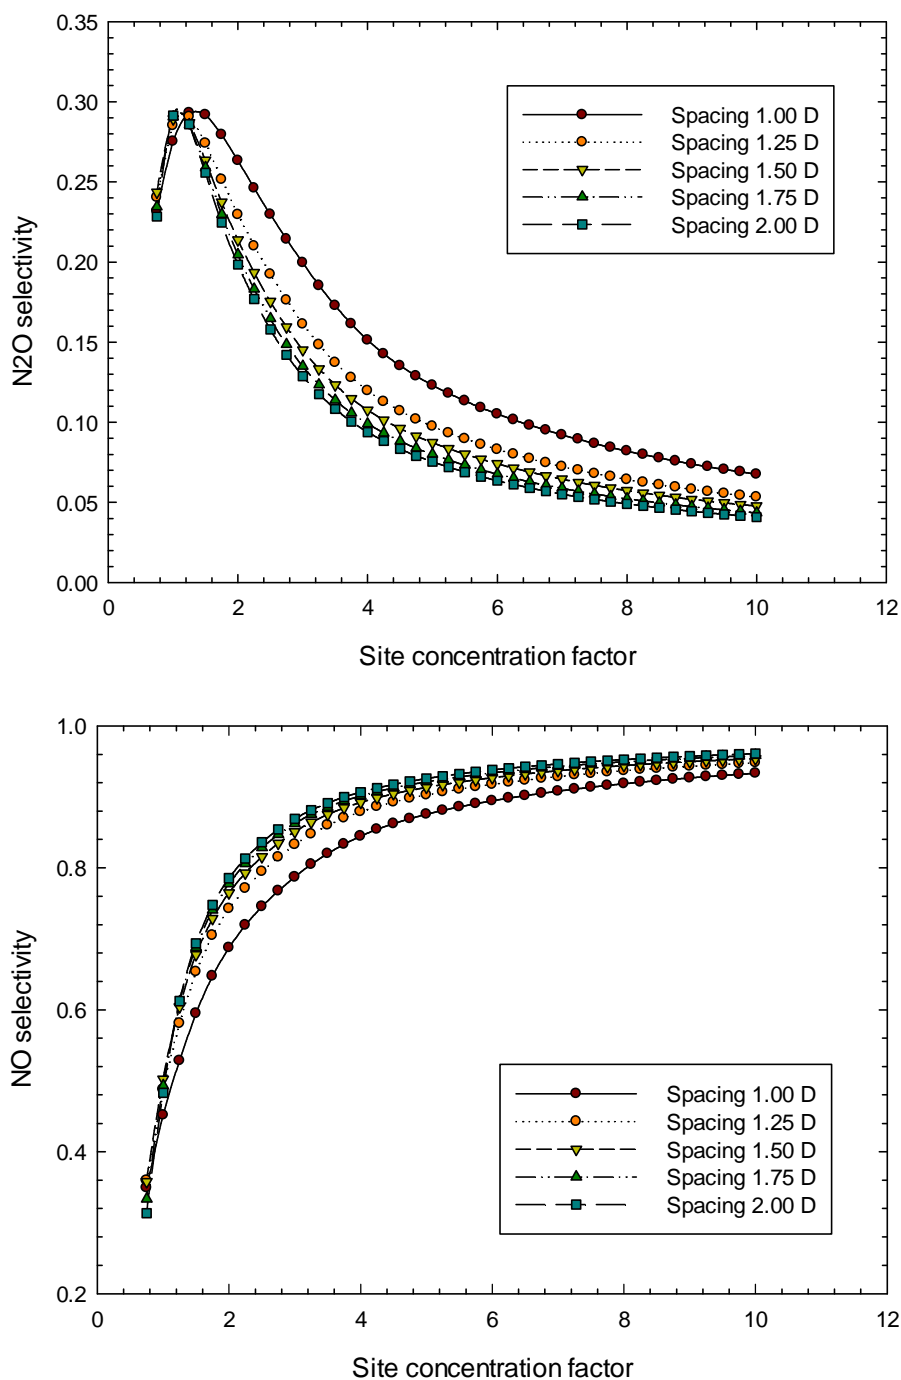 0.35
0.30
0.25
0.20
0.15
0.10
0.05
0.00
N2O selectivity
Spacing 1.00 D
Spacing 1.25 D
Spacing 1.50 D
Spacing 1.75 D
Spacing 2.00 D
0 2 4 6 8 10 12
Site concentration factor
1.0
0.8
0.6
0.4
0.2
NO selectivity
Spacing 1.00 D
Spacing 1.25 D
Spacing 1.50 D
Spacing 1.75 D
Spacing 2.00 D
0 2 4 6 8 10 12
Site concentration factor